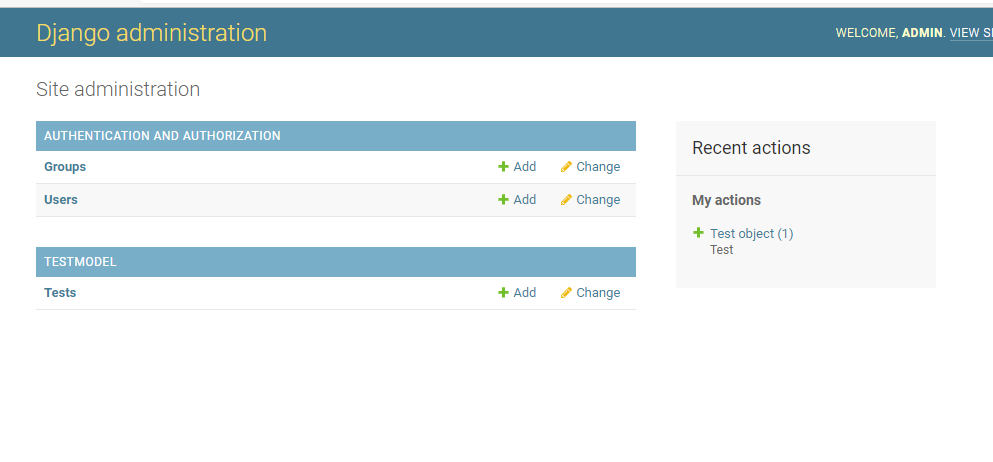 Django administration
WELCOME, ADMIN. VIEW
Site administration
AUTHENTICATION AND AUTHORIZATION
Groups Add Change
Users Add Change
TESTMODEL
Tests Add Change
Recent actions
My actions
Test object (1)
Test